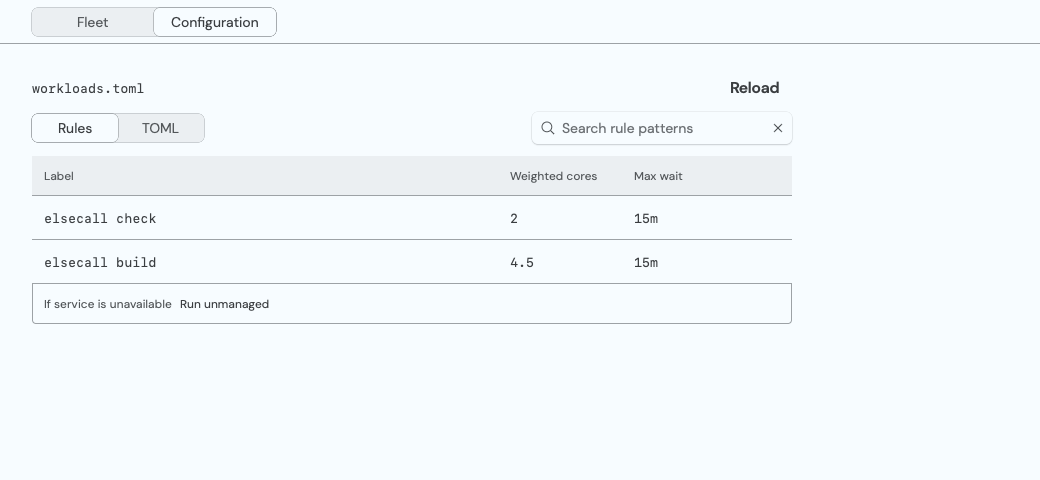 Fleet Configuration
workloads.toml Reload
Rules TOML Search rule patterns
Label Weighted cores Max wait
elsecall check 2 15m
elsecall build 4.5 15m
If service is unavailable Run unmanaged